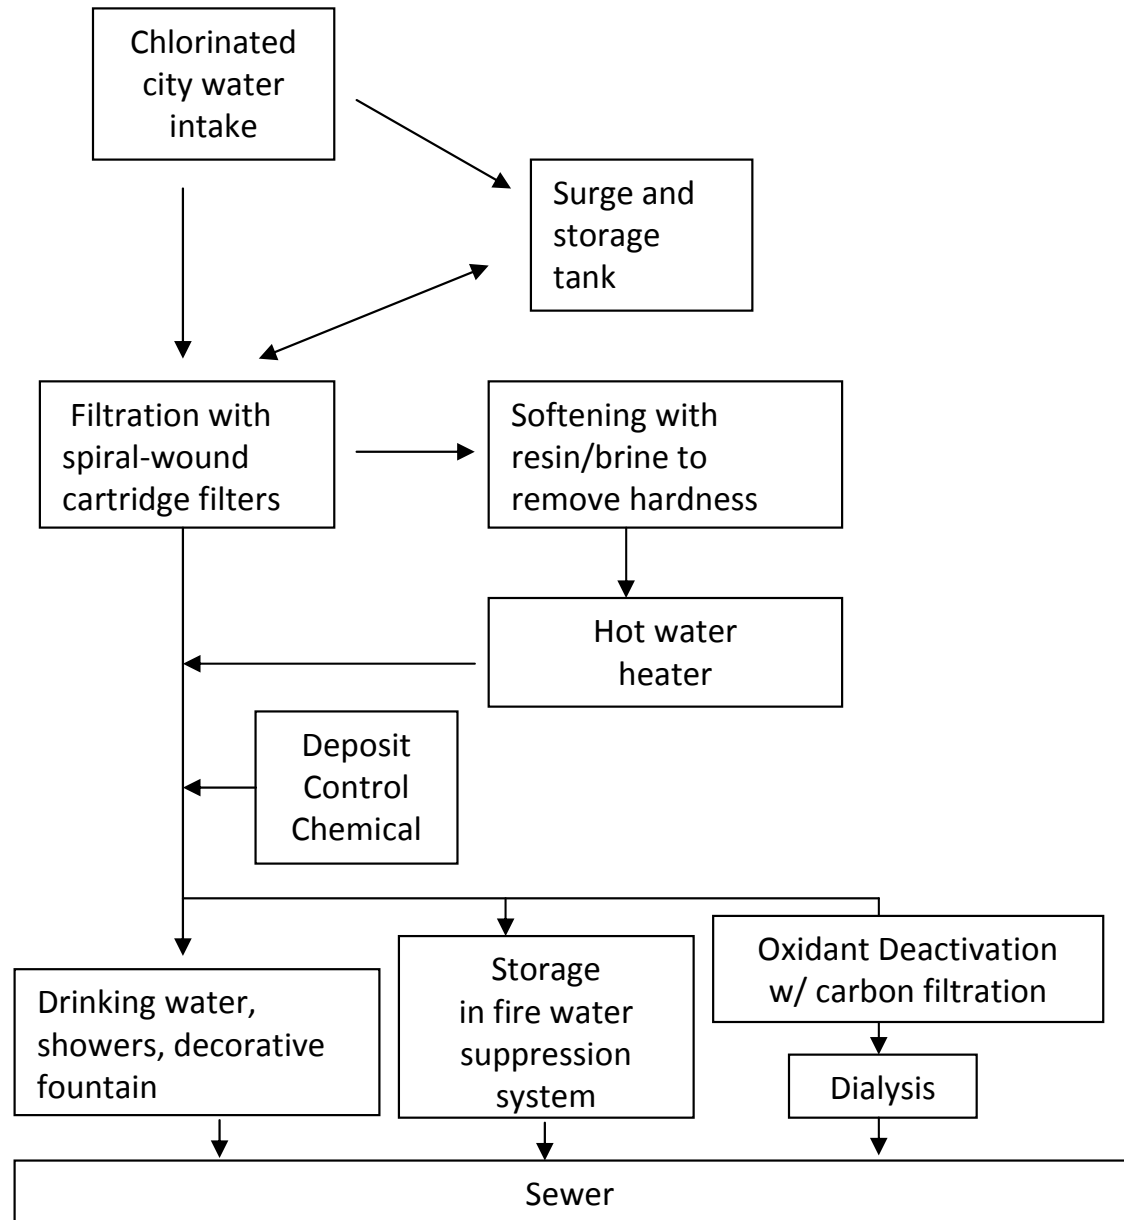 Chlorinated
city water
intake
Surge and
storage
tank
Filtration with
spiral-wound
cartridge filters
Softening with
resin/brine to
remove hardness
Hot water
heater
Deposit
Control
Chemical
Drinking water,
showers, decorative
fountain
Storage
in fire water
suppression
system
Oxidant Deactivation
w/ carbon filtration
Dialysis
Sewer